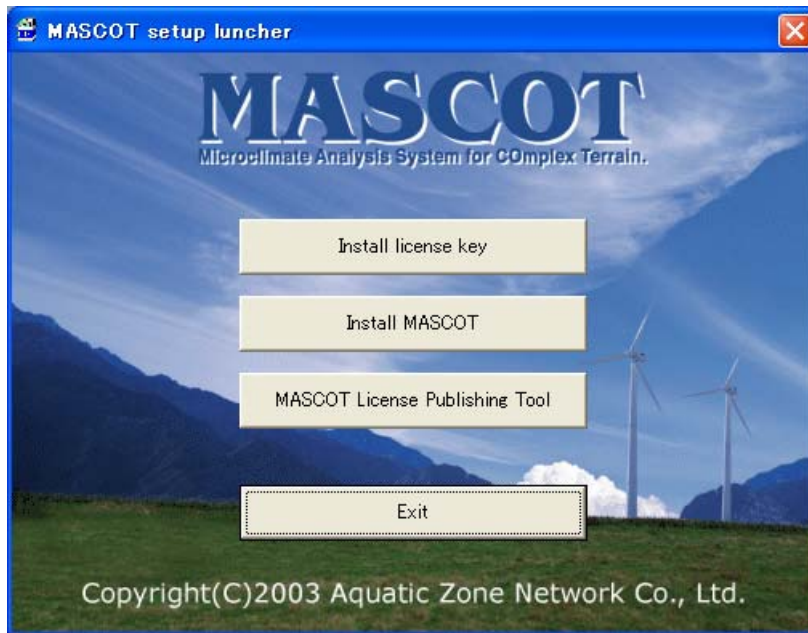 MASCOT setup luncher
MASCOT
Microclimate Analysis System for COmplex Terrain.
Install license key
Install MASCOT
MASCOT License Publishing Tool
Exit
Copyright(C)2003 Aquatic Zone Network Co., Ltd.